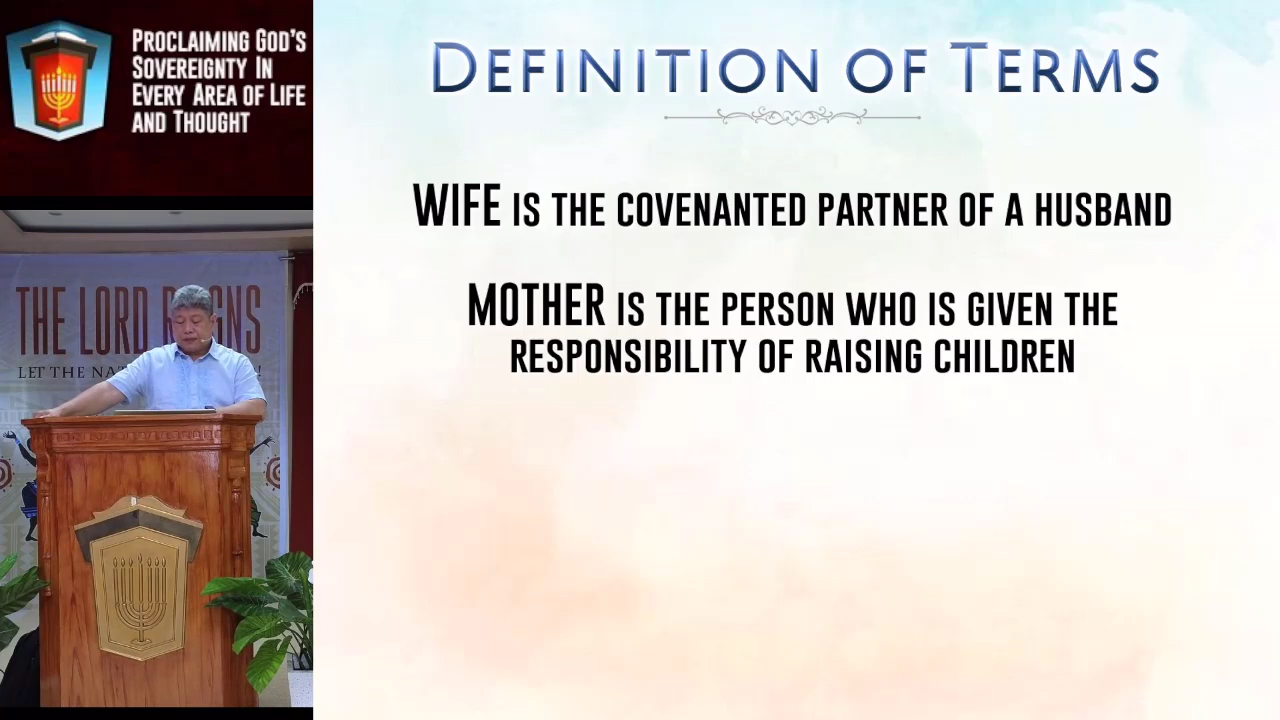 PROCLAIMING GOD'S
SOVEREIGNTY IN
EVERY AREA OF LIFE
AND THOUGHT
DEFINITION OF TERMS
WIFE IS THE COVENANTED PARTNER OF A HUSBAND
MOTHER IS THE PERSON WHO IS GIVEN THE
RESPONSIBILITY OF RAISING CHILDREN
THE LORD
LET THE